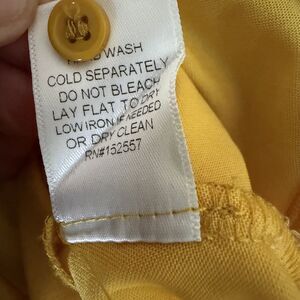 WASH
COLD SEPARATELY
DO NOT BLEACH
LAY FLAT TO DRY
LOW IRON IF NEEDED
OR DRY CLEAN
RN#152557